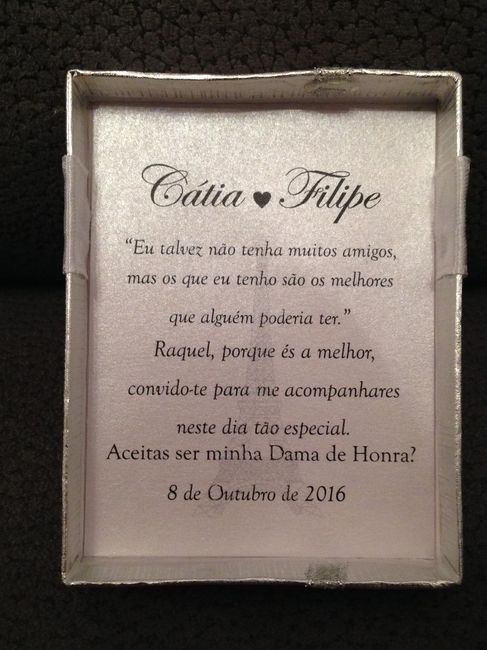 Cátia ♥ Filipe
“Eu talvez não tenha muitos amigos,
mas os que eu tenho são os melhores
que alguém poderia ter.”
Raquel, porque és a melhor,
convido-te para me acompanhares
neste dia tão especial.
Aceitas ser minha Dama de Honra?
8 de Outubro de 2016